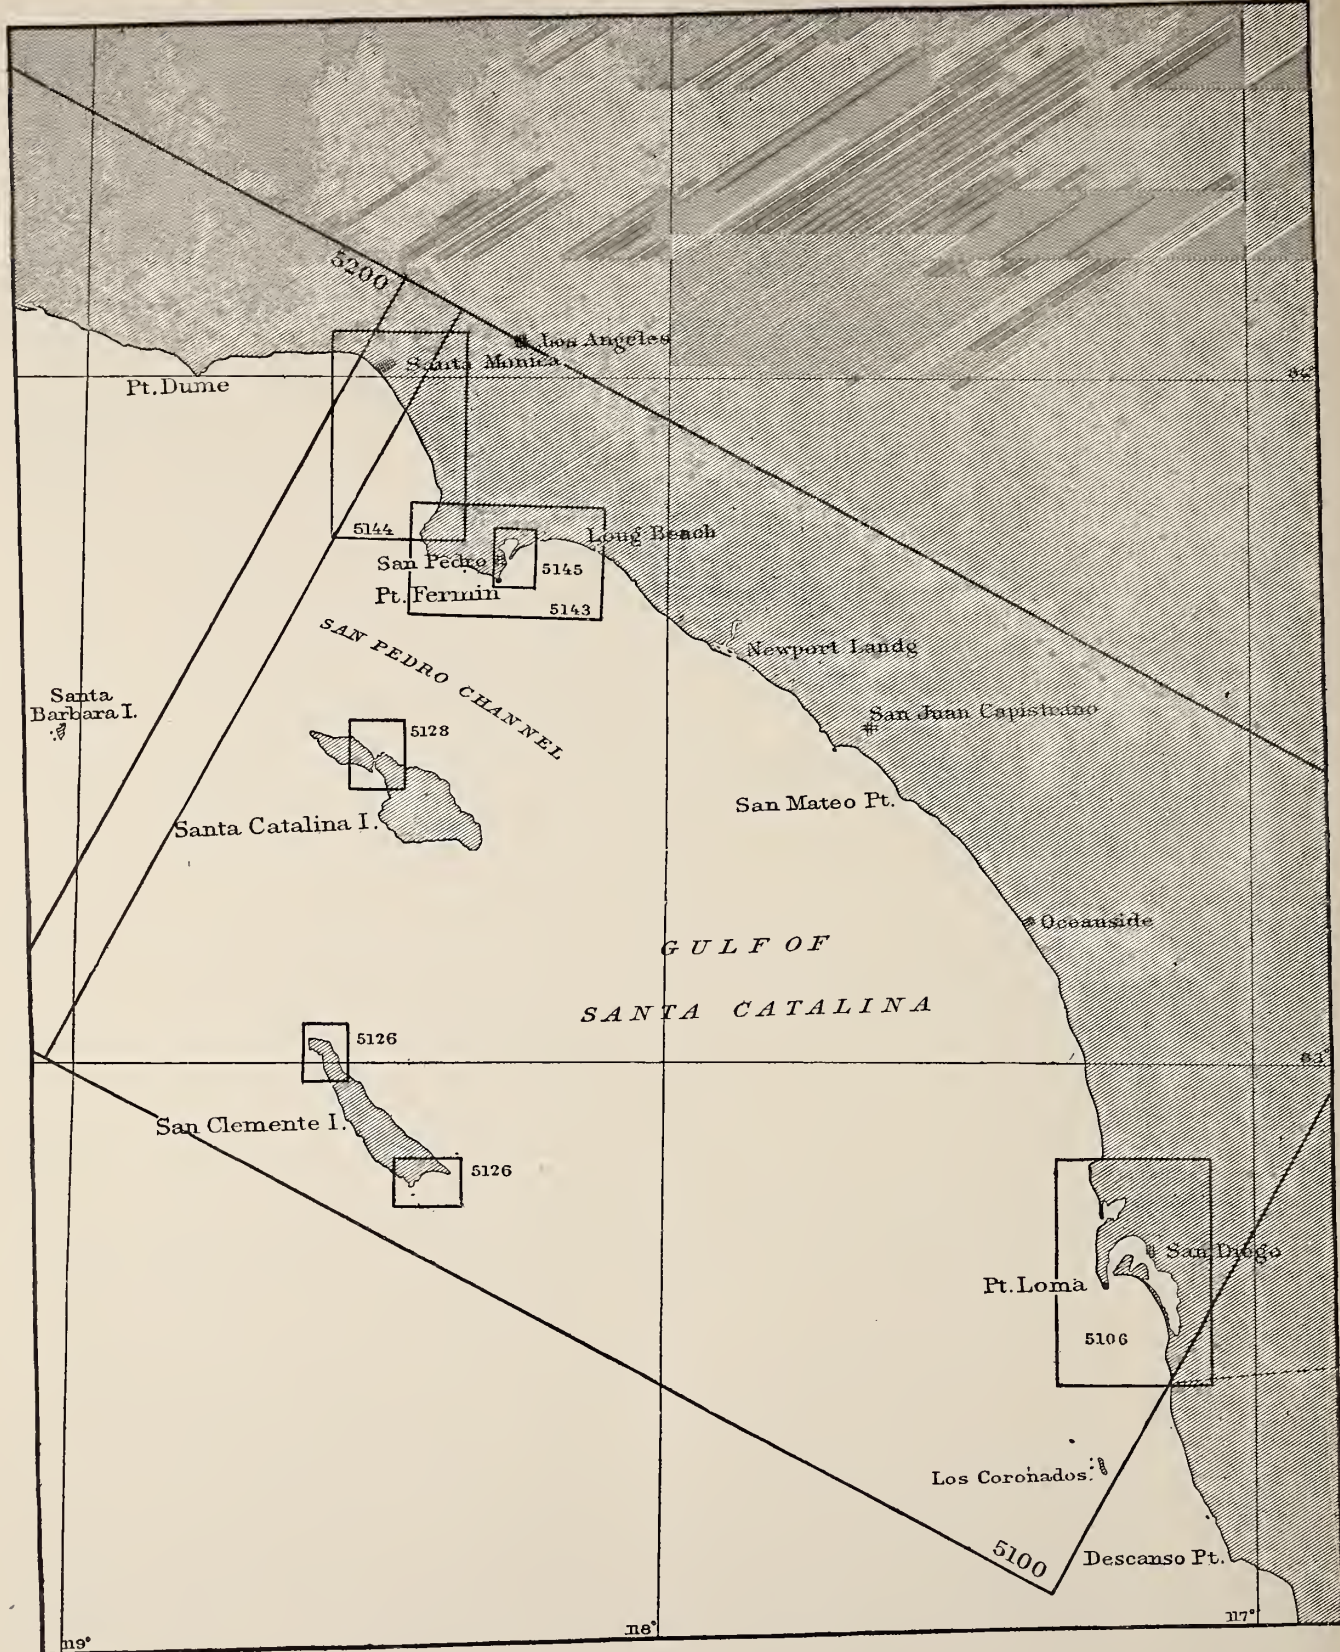 5200
Los Angeles
Santa Monica
Pt. Dume
34°
5144
Long Beach
San Pedro
5145
Pt. Fermin
5143
SAN PEDRO CHANNEL
Newport Landg
Santa
Barbara I.
San Juan Capistrano
5128
San Mateo Pt.
Santa Catalina I.
Oceanside
GULF OF
SANTA CATALINA
5126
33°
San Clemente I.
5126
San Diego
Pt. Loma
5106
Los Coronados
5100
Descanso Pt.
119°
118°
117°